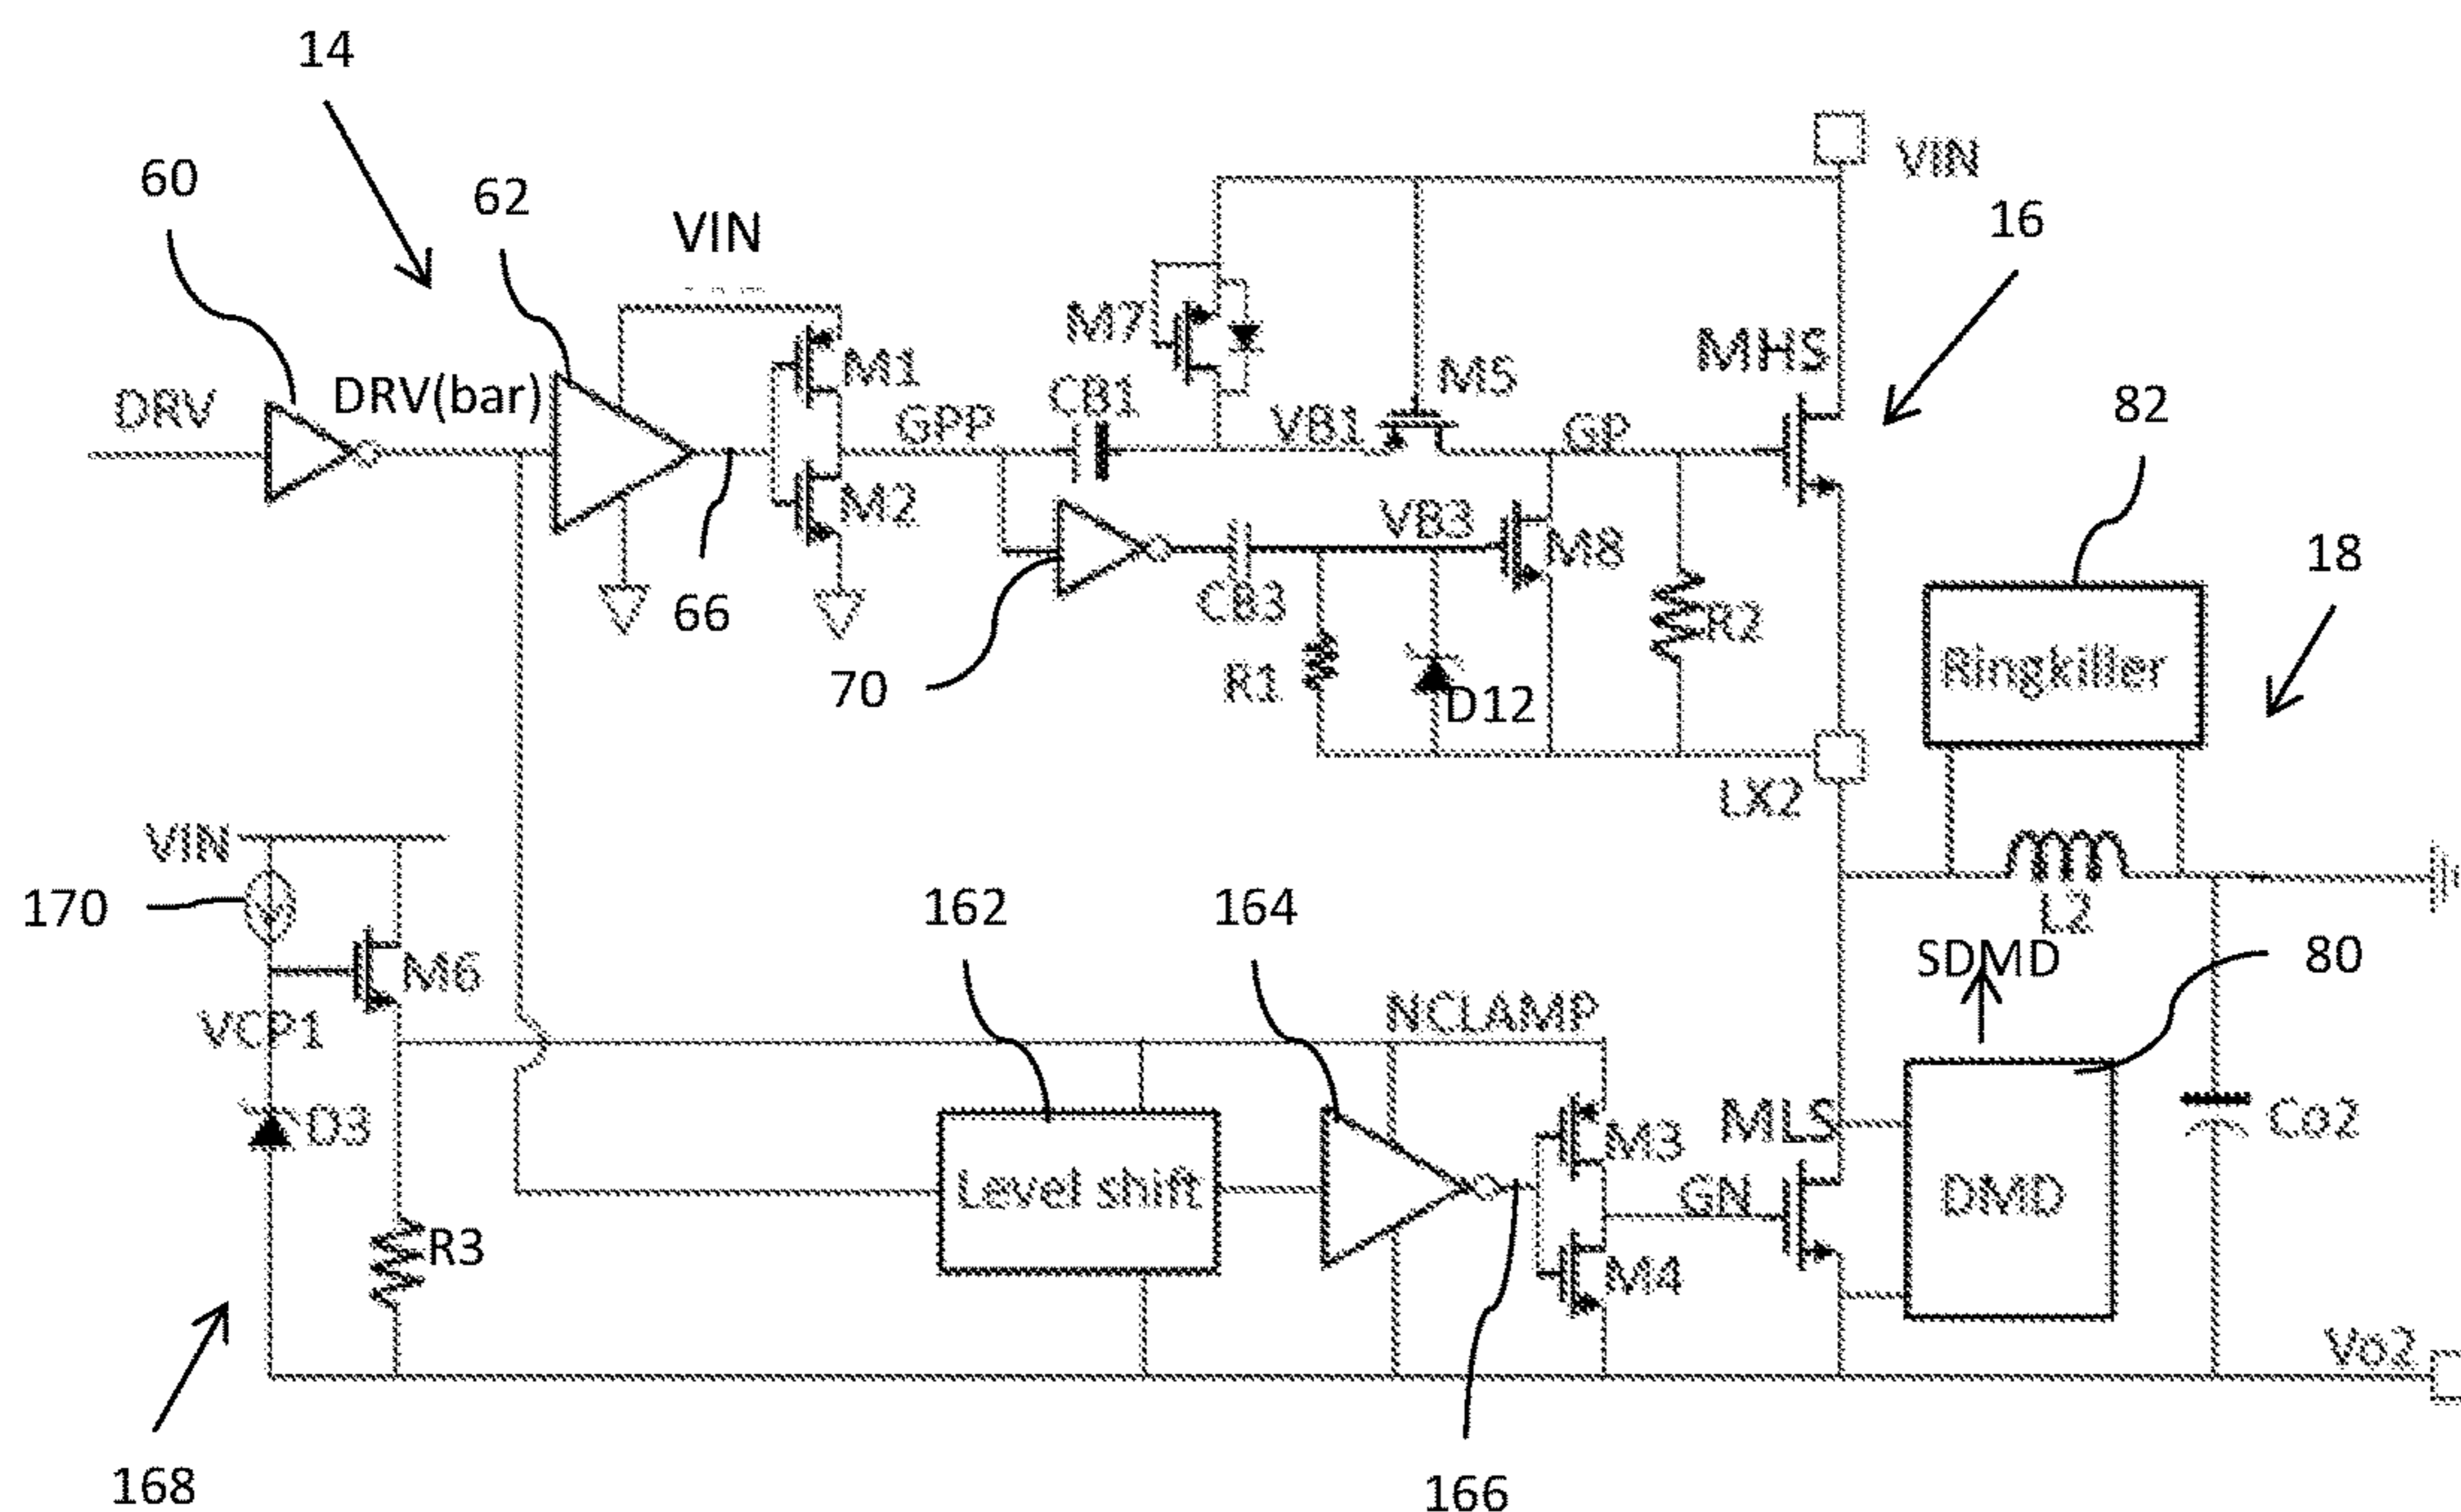 14
VIN
60
62
VIN
16
M7
MHS
DRV
DRV(bar)
M1
CB1
M5
82
GPP
VB1
GP
M2
VB3
M8
18
66
CB3
R2
70
R1
D12
Ringkiller
LX2
VIN
170
162
164
L2
M6
SDMD
80
VCP1
NCLAMP
D3
MLS
Co2
M3
Level shift
GN
DMD
R3
M4
Vo2
168
166